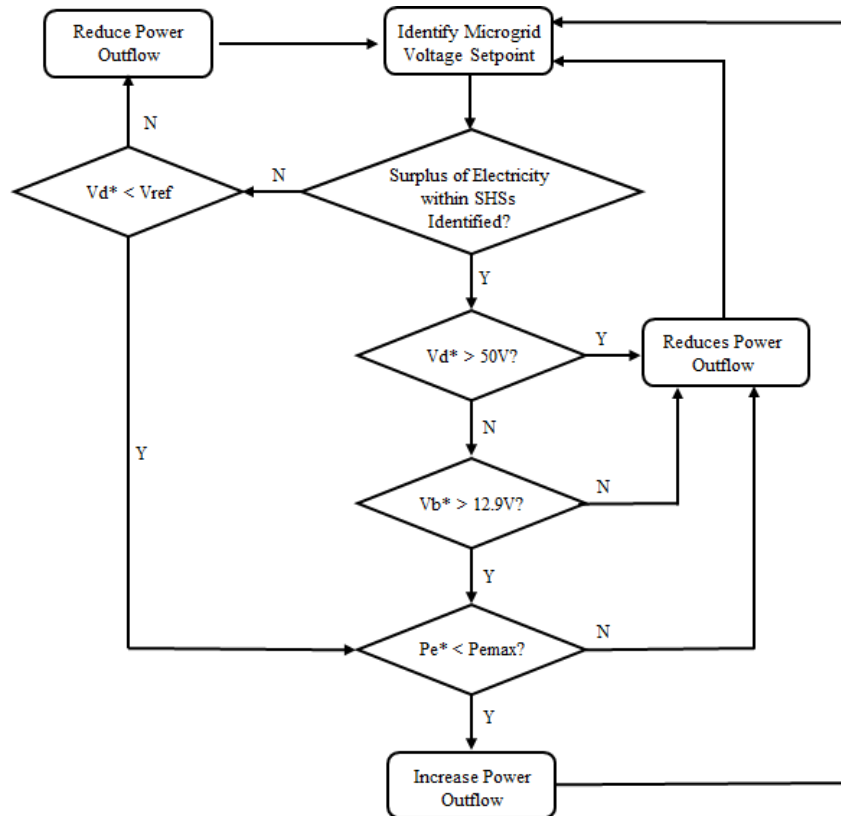 Reduce Power
Outflow
Identify Microgrid
Voltage Setpoint
N
Vd* < Vref
N
Surplus of Electricity
within SHSs
Identified?
Y
Vd* > 50V?
Y
Reduces Power
Outflow
N
Y
Vb* > 12.9V?
N
Y
Pe* < Pemax?
N
Y
Increase Power
Outflow